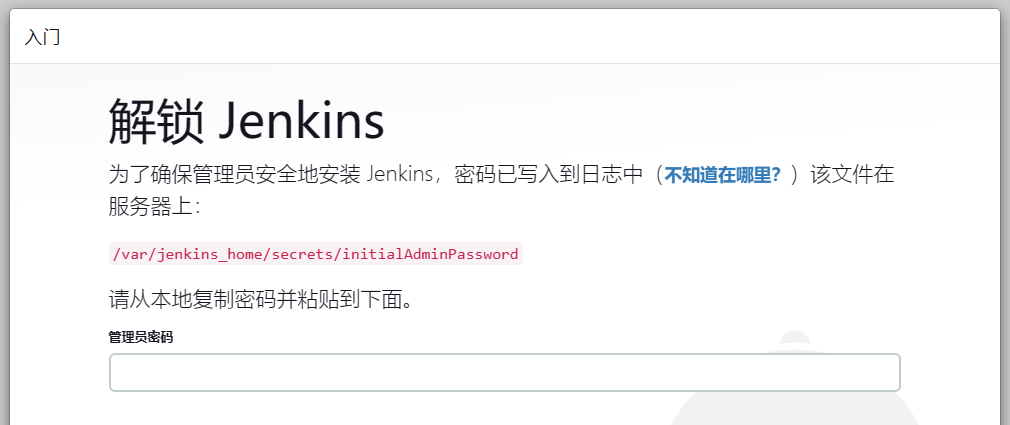 入门
解锁 Jenkins
为了确保管理员安全地安装 Jenkins，密码已写入到日志中（不知道在哪里？）该文件在
服务器上：
/var/jenkins_home/secrets/initialAdminPassword
请从本地复制密码并粘贴到下面。
管理员密码